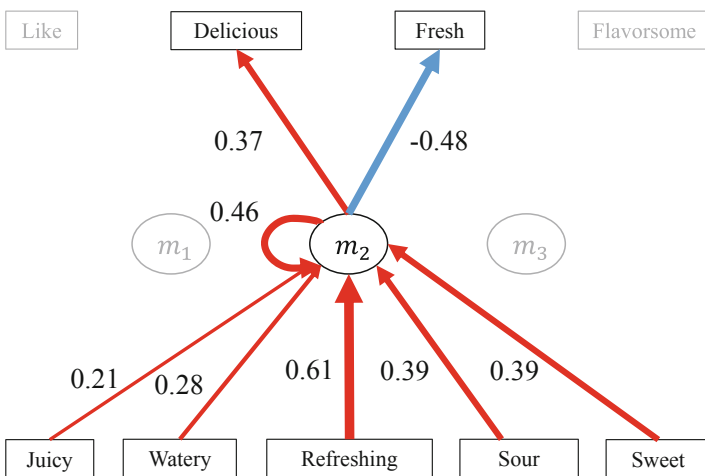 Like Delicious Fresh Flavorsome
0.37 -0.48
0.46
m₁ m₂ m₃
0.21 0.28 0.61 0.39 0.39
Juicy Watery Refreshing Sour Sweet